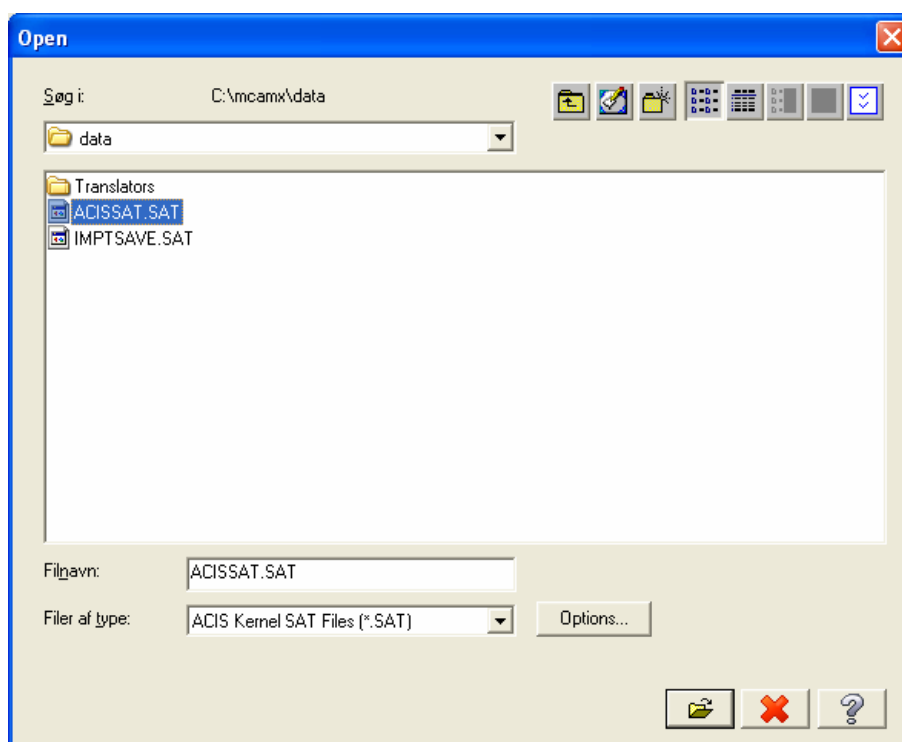 Open
Søg i: C:\mcamx\data
data
Translators
ACISSAT.SAT
IMPTSAVE.SAT
Filnavn: ACISSAT.SAT
Filer af type: ACIS Kernel SAT Files (*.SAT) Options...